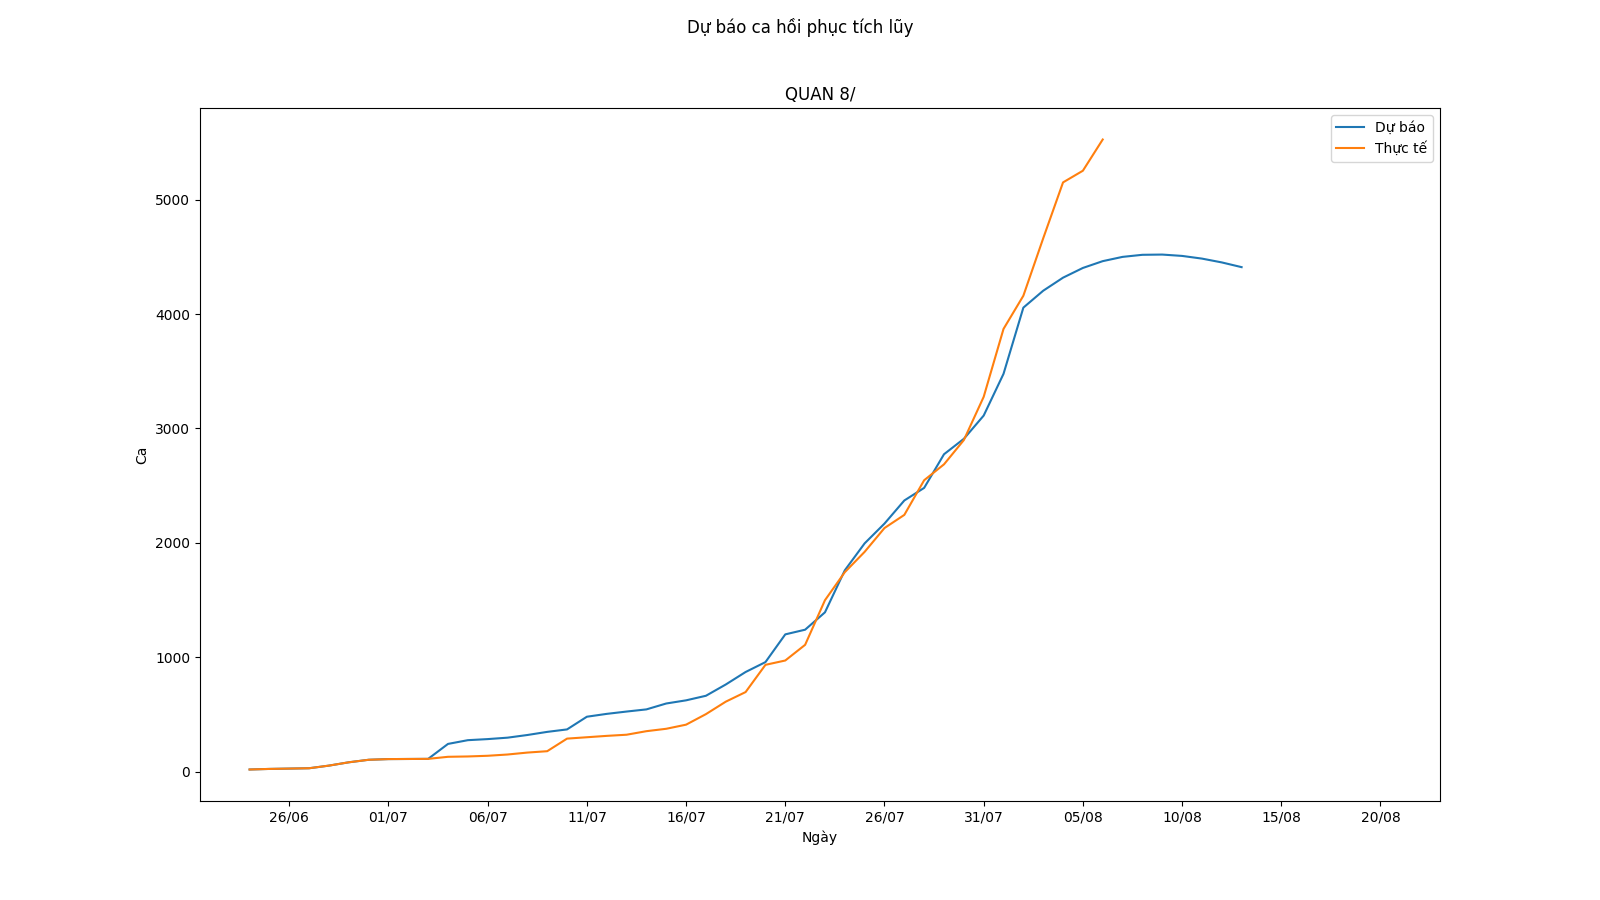 Dự báo ca hồi phục tích lũy
QUAN 8/
Dự báo
Thực tế
5000
4000
3000
2000
1000
0
Ca
26/06 01/07 06/07 11/07 16/07 21/07 26/07 31/07 05/08 10/08 15/08 20/08
Ngày